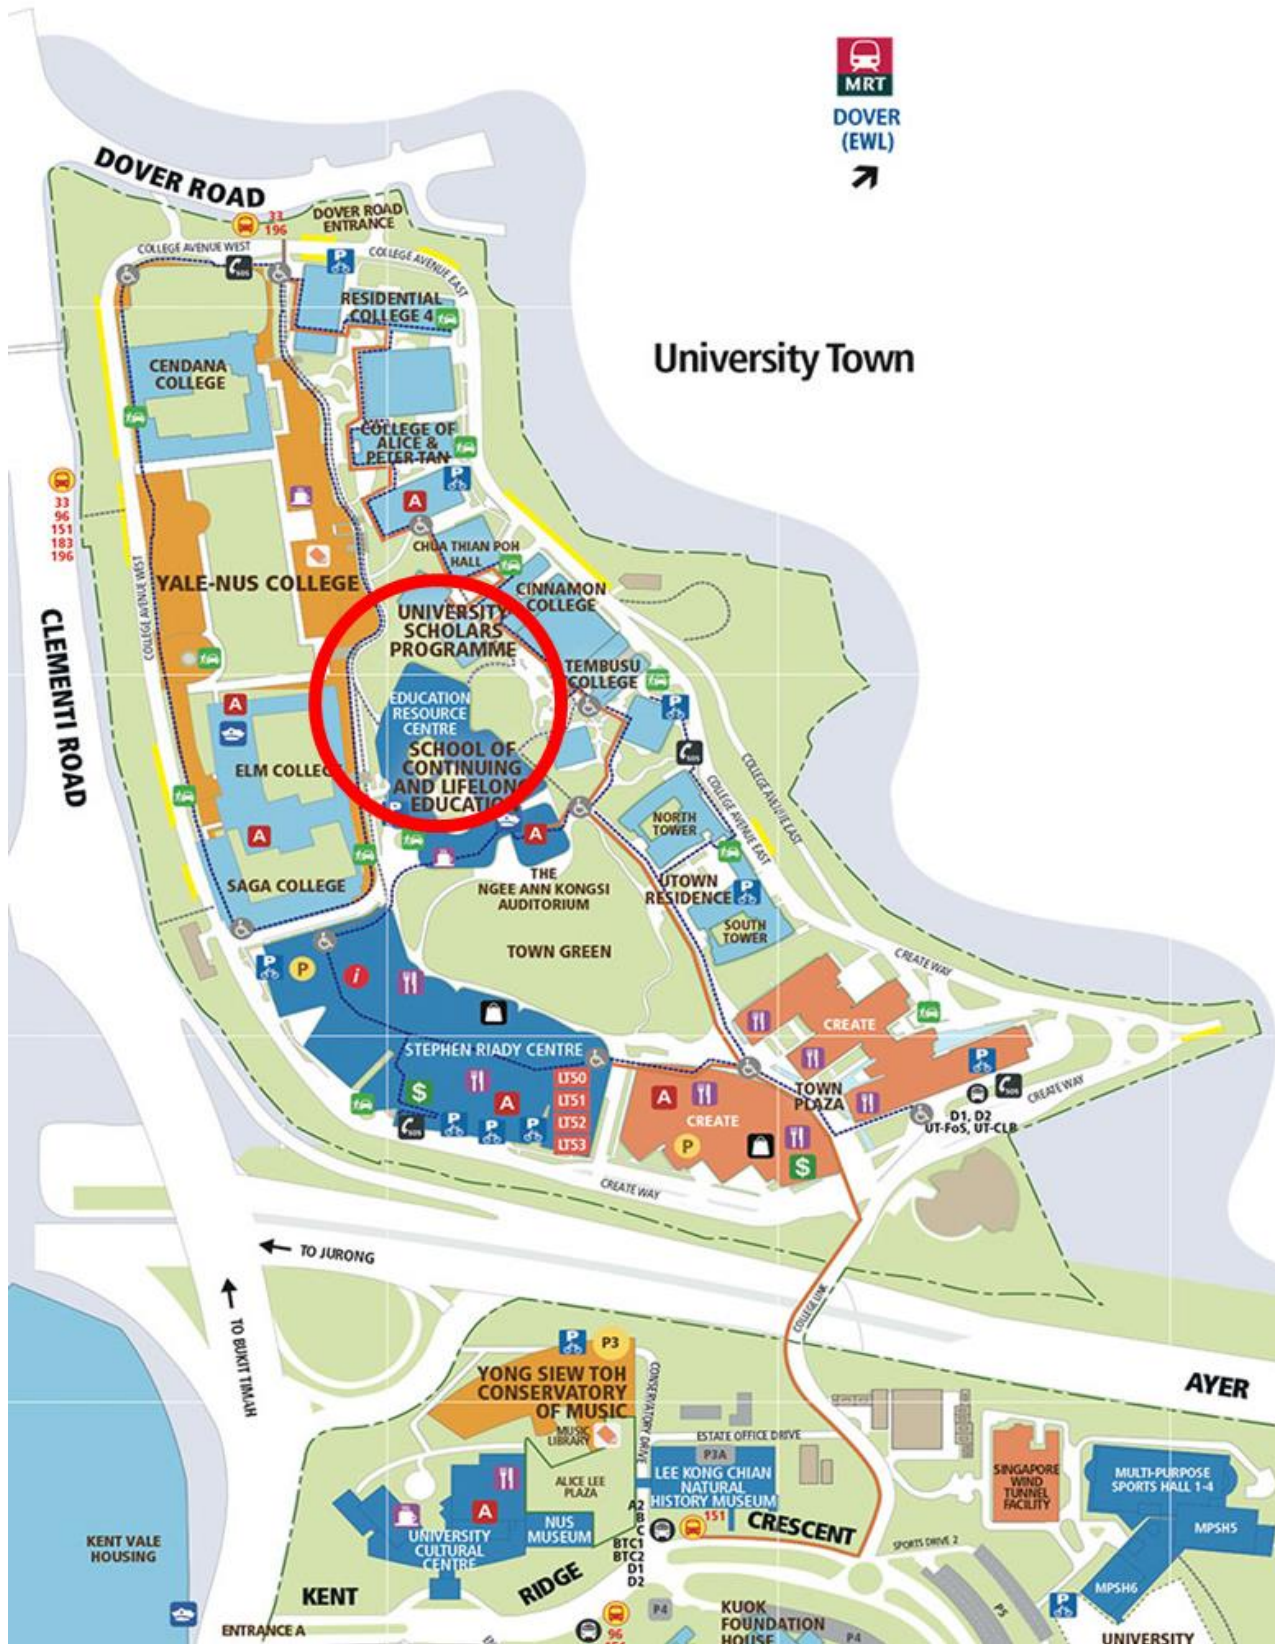 MRT
DOVER
(EWL)
DOVER ROAD
33
196
DOVER ROAD
ENTRANCE
COLLEGE AVENUE WEST
SOS
P
COLLEGE AVENUE EAST
RESIDENTIAL
COLLEGE 4
University Town
CENDANA
COLLEGE
COLLEGE OF
ALICE &
PETER TAN
P
33
96
151
183
196
A
CHUA THIAN POH
HALL
YALE-NUS COLLEGE
CINNAMON
COLLEGE
COLLEGE AVENUE WEST
CLEMENTI ROAD
UNIVERSITY
SCHOLARS
PROGRAMME
TEMBUSU
COLLEGE
A
EDUCATION
RESOURCE
CENTRE
P
SOS
SCHOOL OF
CONTINUING
AND LIFELONG
EDUCATION
ELM COLLEGE
COLLEGE AVENUE EAST
COLLEGE AVENUE EAST
P
NORTH
TOWER
A
A
THE
NGEE ANN KONGSI
AUDITORIUM
SAGA COLLEGE
UTOWN
RESIDENCE
P
SOUTH
TOWER
TOWN GREEN
CREATE WAY
P
P
i
CREATE
STEPHEN RIADY CENTRE
P
LT50
LT51
LT52
LT53
$
A
SOS
P
P
P
A
CREATE
P
$
TOWN
PLAZA
SOS
CREATE WAY
D1, D2
UT-FoS, UT-CLB
CREATE WAY
TO JURONG
TO BUKIT TIMAH
COLLEGE LINK
AYER
P
P3
YONG SIEW TOH
CONSERVATORY
OF MUSIC
MUSIC
LIBRARY
CONSERVATORY DRIVE
ESTATE OFFICE DRIVE
P3A
LEE KONG CHIAN
NATURAL
HISTORY MUSEUM
ALICE LEE
PLAZA
SINGAPORE
WIND
TUNNEL
FACILITY
MULTI-PURPOSE
SPORTS HALL 1-4
A
NUS
MUSEUM
A2
B
C
BTC1
BTC2
D1
D2
151
CRESCENT
MPSH5
KENT VALE
HOUSING
UNIVERSITY
CULTURAL
CENTRE
SPORTS DRIVE 2
KENT
RIDGE
MPSH6
P
P5
ENTRANCE A
96
P4
KUOK
FOUNDATION
HOUSE
P4
UNIVERSITY